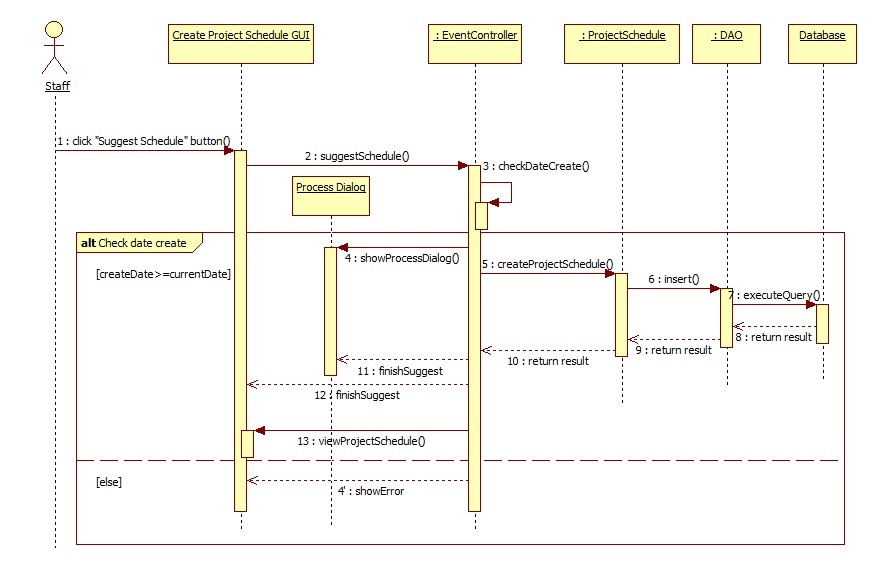 Create Project Schedule GUI
: EventController
: ProjectSchedule
: DAO
Database
Staff
1 : click "Suggest Schedule" button()
2 : suggestSchedule()
3 : checkDateCreate()
Process Dialog
alt Check date create
4 : showProcessDialog()
[createDate>=currentDate]
5 : createProjectSchedule()
6 : insert()
7 : executeQuery()
8 : return result
9 : return result
10 : return result
11 : finishSuggest
12 : finishSuggest
13 : viewProjectSchedule()
[else]
4' : showError